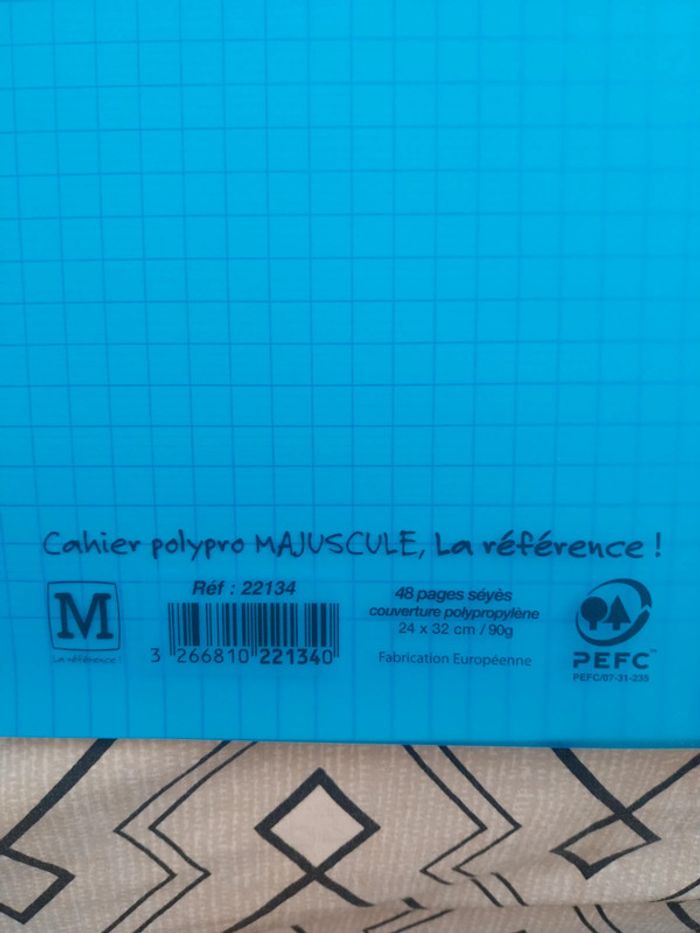 Cahier polypro MAJUSCULE, La référence !
M
La référence !
Réf : 22134
3 266810 221340
48 pages séyès
couverture polypropylène
24 x 32 cm / 90g
Fabrication Européenne
PEFC™
PEFC/07-31-235